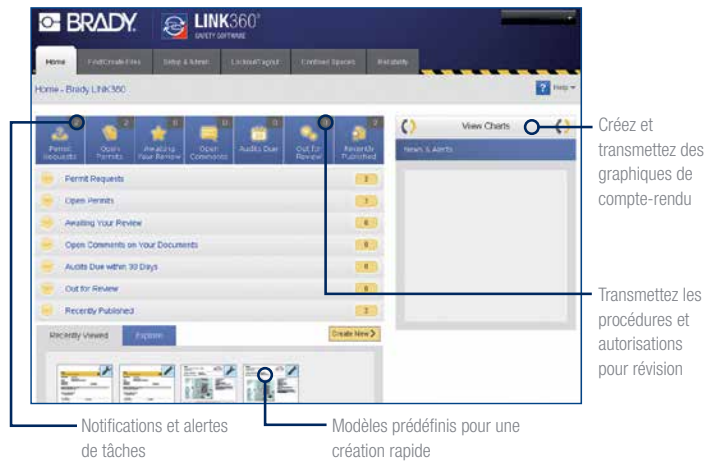 BRADY.
LINK360®
SAFETY SOFTWARE
Home
Find/Create Files
Setup & Admin
Lockout/Tagout
Confined Spaces
Reliability
Home - Brady LINK360
? Help
Permit Requests
Open Permits
Awaiting Your Review
Open Comments
Audits Due
Out for Review
Recently Published
View Charts
News & Alerts
Permit Requests
Open Permits
Awaiting Your Review
Open Comments on Your Documents
Audits Due within 30 Days
Out for Review
Recently Published
Recently Viewed
Explorer
Create New
Créez et
transmettez des
graphiques de
compte-rendu
Transmettez les
procédures et
autorisations
pour révision
Notifications et alertes
de tâches
Modèles prédéfinis pour une
création rapide